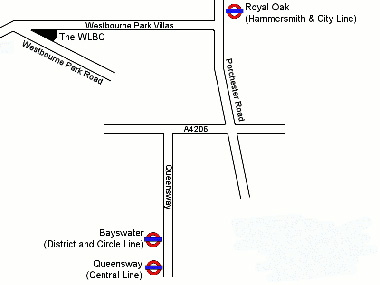 Royal Oak
(Hammersmith & City Line)
Westbourne Park Villas
The WLBC
Westbourne Park Road
Porchester Road
A4206
Queensway
Bayswater
(District and Circle Line)
Queensway
(Central Line)